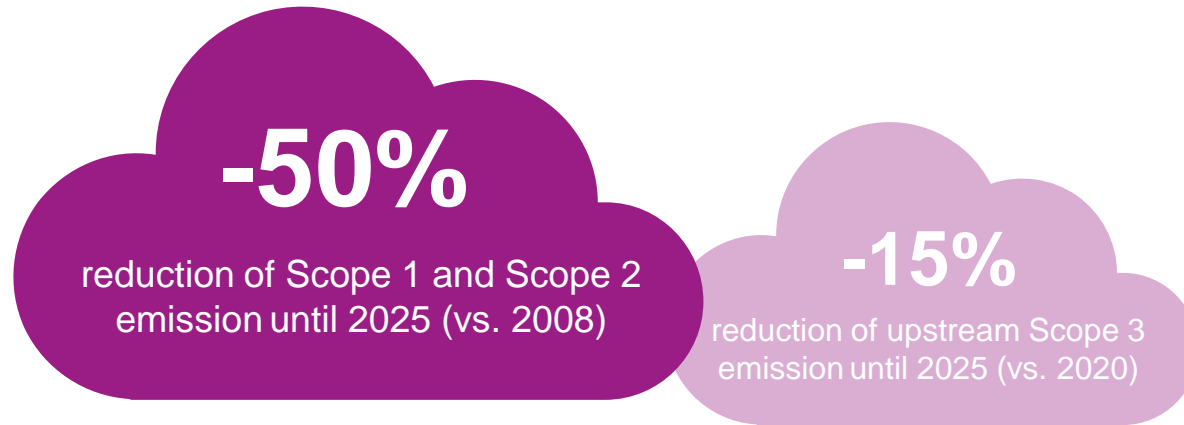 -50%
reduction of Scope 1 and Scope 2
emission until 2025 (vs. 2008)
-15%
reduction of upstream Scope 3
emission until 2025 (vs. 2020)